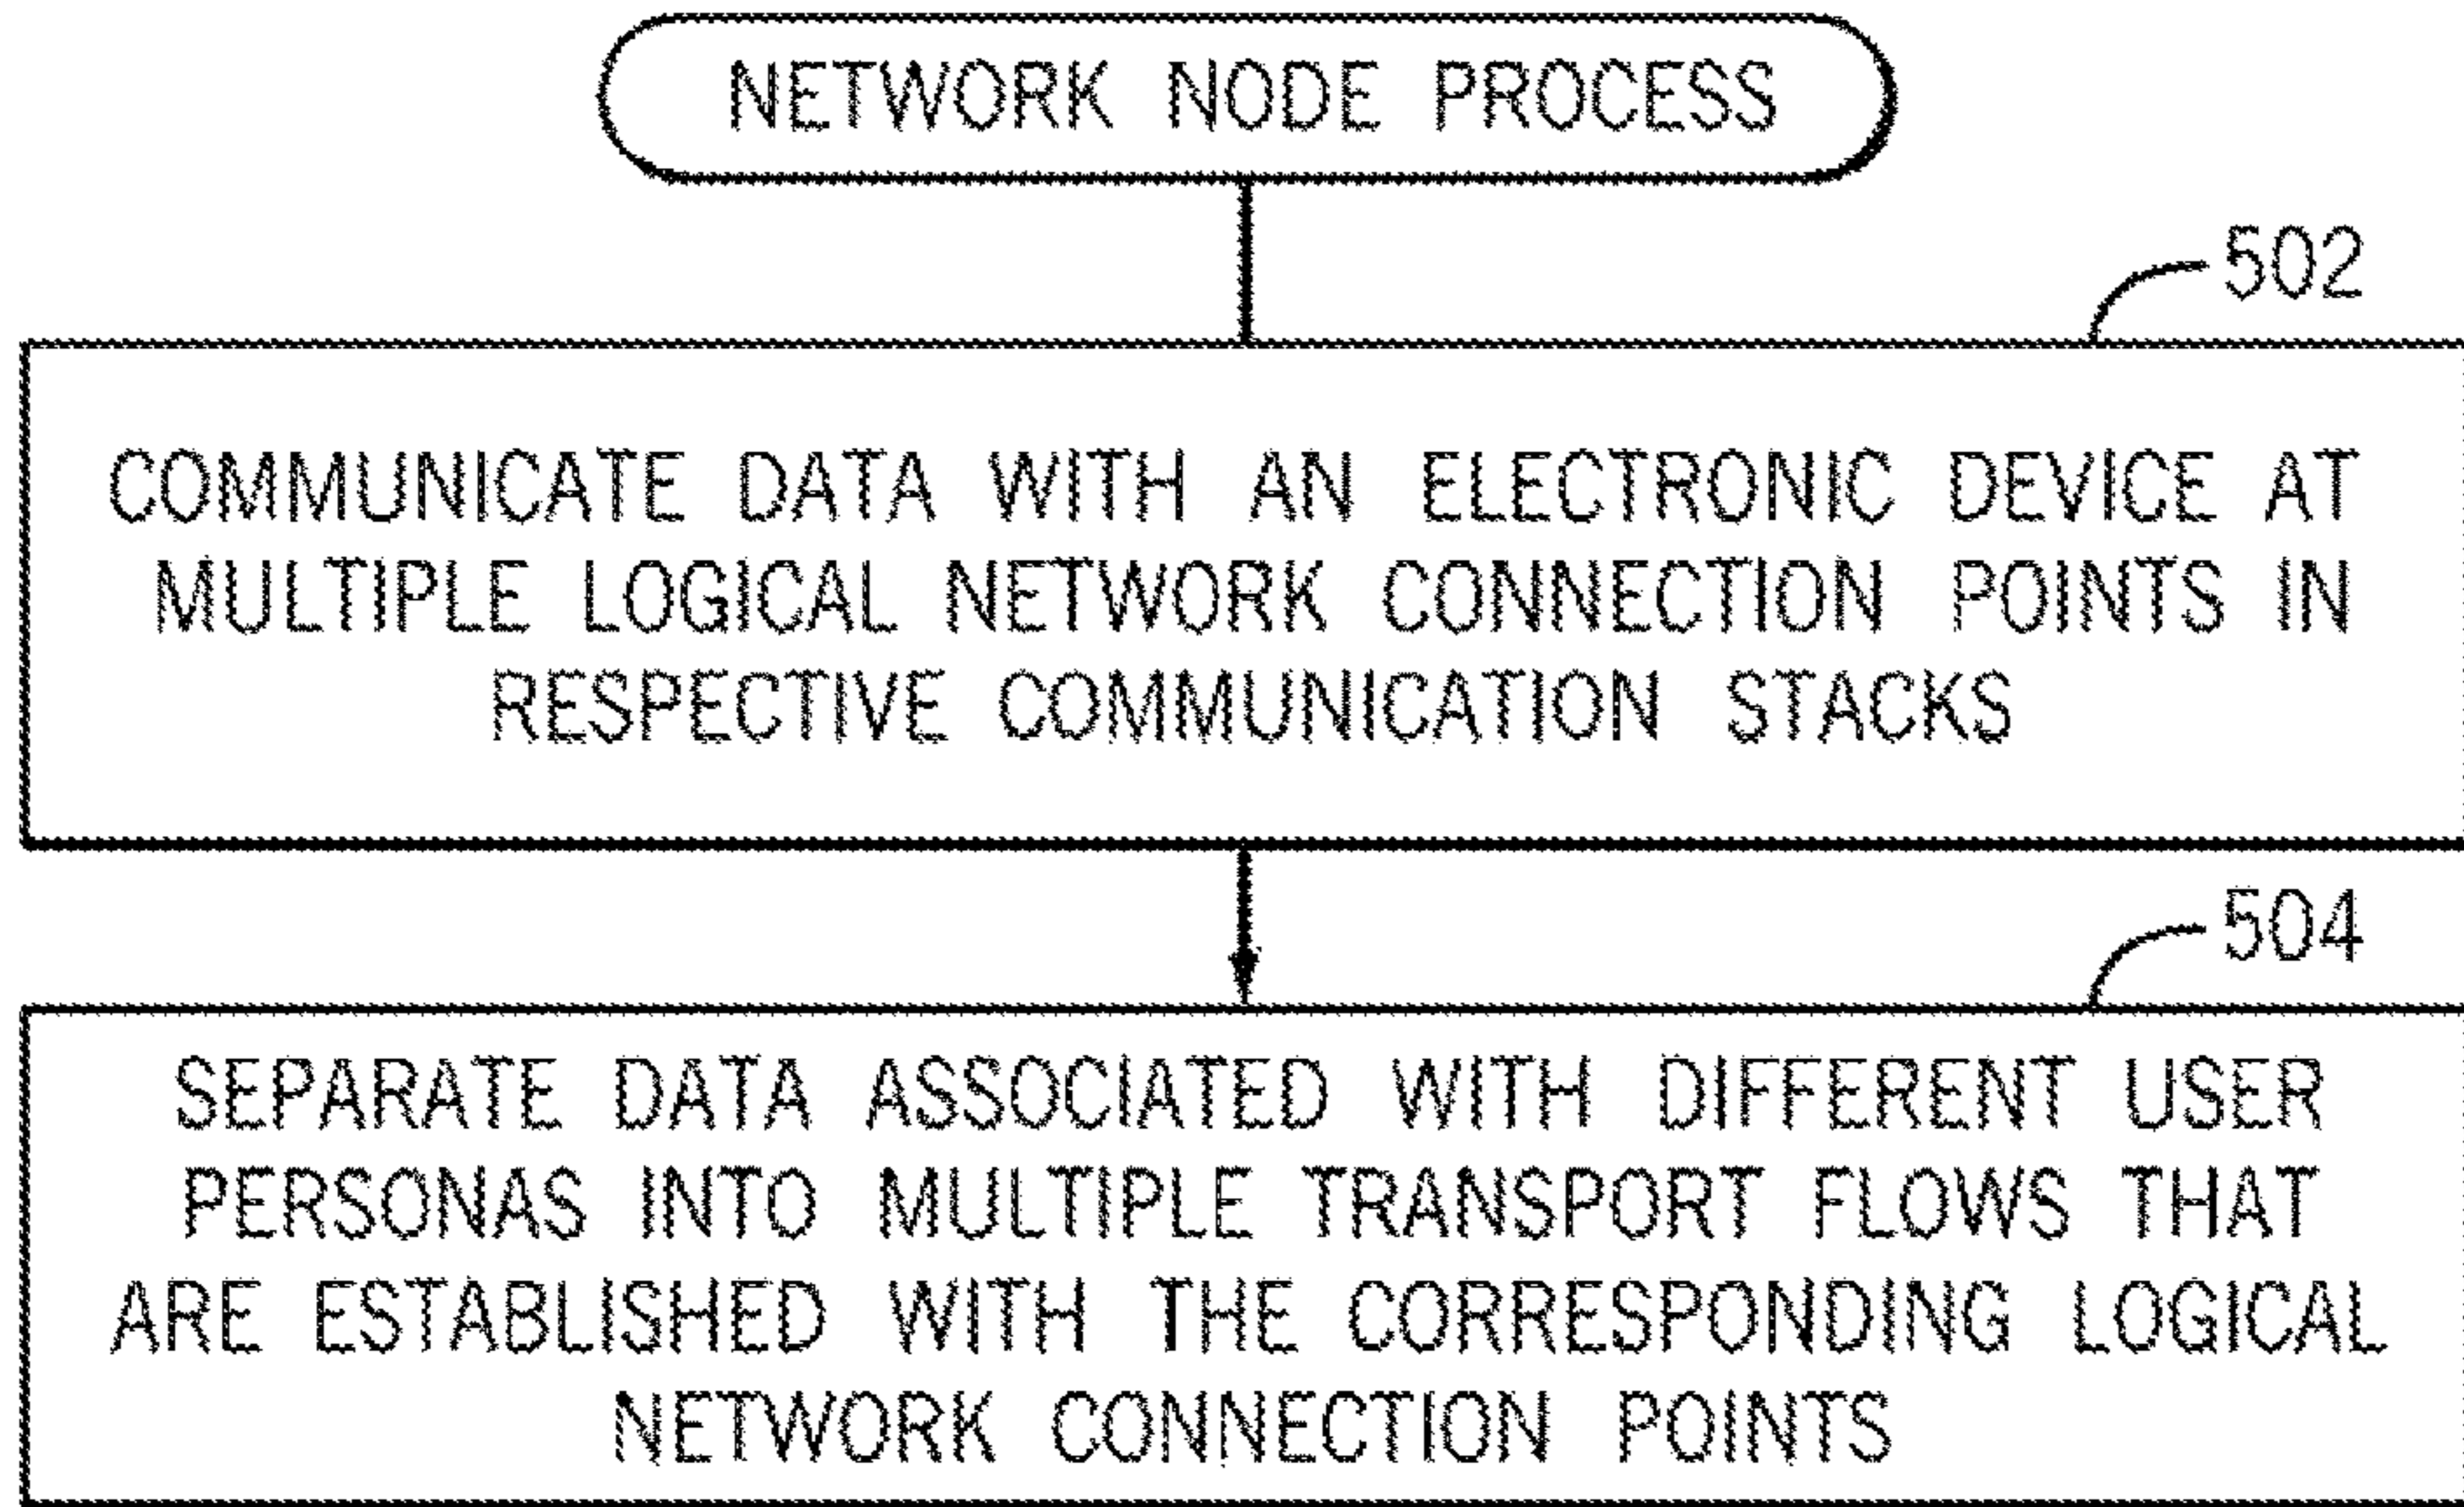 NETWORK NODE PROCESS
502
COMMUNICATE DATA WITH AN ELECTRONIC DEVICE AT
MULTIPLE LOGICAL NETWORK CONNECTION POINTS IN
RESPECTIVE COMMUNICATION STACKS
504
SEPARATE DATA ASSOCIATED WITH DIFFERENT USER
PERSONAS INTO MULTIPLE TRANSPORT FLOWS THAT
ARE ESTABLISHED WITH THE CORRESPONDING LOGICAL
NETWORK CONNECTION POINTS